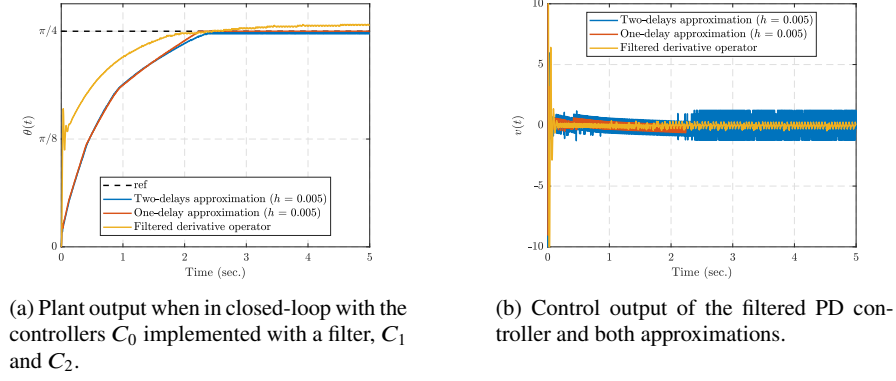 π/4
π/8
0
θ(t)
ref
Two-delays approximation (h = 0.005)
One-delay approximation (h = 0.005)
Filtered derivative operator
0 1 2 3 4 5
Time (sec.)
10
5
0
–5
–10
v(t)
Two-delays approximation (h = 0.005)
One-delay approximation (h = 0.005)
Filtered derivative operator
0 1 2 3 4 5
Time (sec.)
(a) Plant output when in closed-loop with the
controllers C₀ implemented with a filter, C₁
and C₂.
(b) Control output of the filtered PD con-
troller and both approximations.